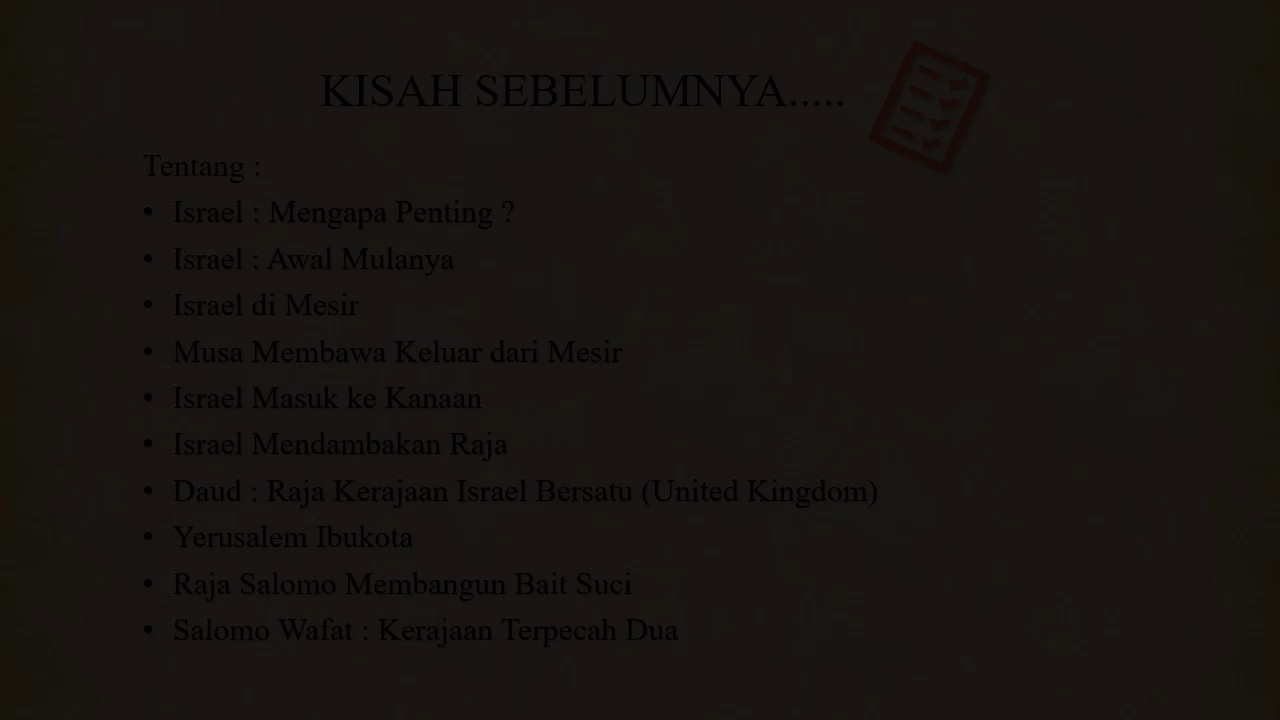 KISAH SEBELUMNYA.....
Tentang :
• Israel : Mengapa Penting ?
• Israel : Awal Mulanya
• Israel di Mesir
• Musa Membawa Keluar dari Mesir
• Israel Masuk ke Kanaan
• Israel Mendambakan Raja
• Daud : Raja Kerajaan Israel Bersatu (United Kingdom)
• Yerusalem Ibukota
• Raja Salomo Membangun Bait Suci
• Salomo Wafat : Kerajaan Terpecah Dua